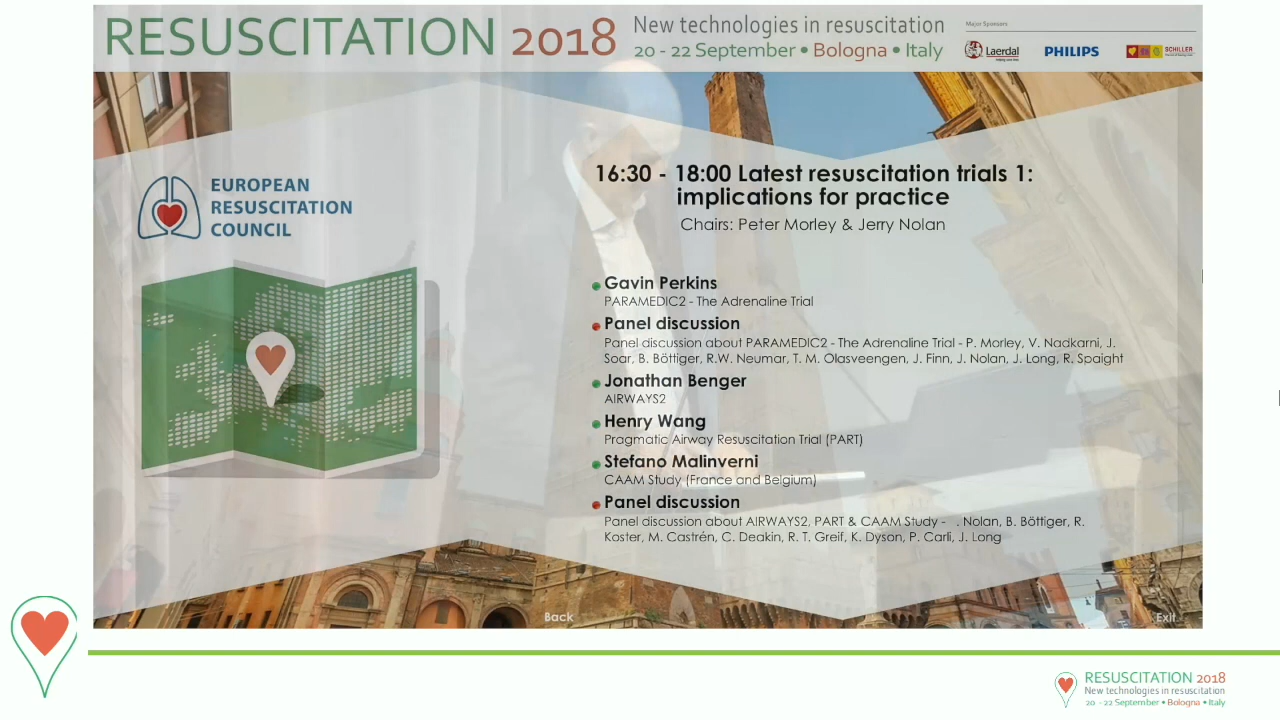 RESUSCITATION 2018
New technologies in resuscitation
20 - 22 September • Bologna • Italy
Major Sponsors:
Laerdal
helping save lives
PHILIPS
SCHILLER
EUROPEAN
RESUSCITATION
COUNCIL
16:30 - 18:00 Latest resuscitation trials 1:
implications for practice
Chairs: Peter Morley & Jerry Nolan
Gavin Perkins
PARAMEDIC2 - The Adrenaline Trial
Panel discussion
Panel discussion about PARAMEDIC2 - The Adrenaline Trial - P. Morley, V. Nadkarni, J.
Soar, B. Böttiger, R.W. Neumar, T. M. Olasveengen, J. Finn, J. Nolan, J. Long, R. Spaight
Jonathan Benger
AIRWAYS2
Henry Wang
Pragmatic Airway Resuscitation Trial (PART)
Stefano Malinverni
CAAM Study (France and Belgium)
Panel discussion
Panel discussion about AIRWAYS2, PART & CAAM Study - . Nolan, B. Böttiger, R.
Koster, M. Castrén, C. Deakin, R. T. Greif, K. Dyson, P. Carli, J. Long
Back
Exit
RESUSCITATION 2018
New technologies in resuscitation
20 - 22 September • Bologna • Italy